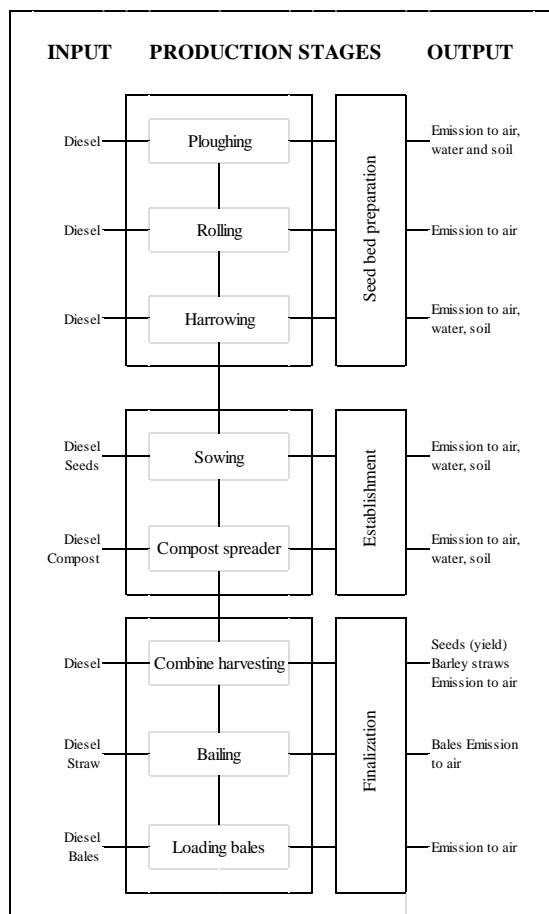 INPUT PRODUCTION STAGES OUTPUT
Diesel
Ploughing
Emission to air,
water and soil
Diesel
Rolling
Emission to air
Diesel
Harrowing
Emission to air,
water, soil
Seed bed preparation
Diesel
Seeds
Sowing
Emission to air,
water, soil
Diesel
Compost
Compost spreader
Emission to air,
water, soil
Establishment
Diesel
Combine harvesting
Seeds (yield)
Barley straws
Emission to air
Diesel
Straw
Bailing
Bales Emission
to air
Diesel
Bales
Loading bales
Emission to air
Finalization